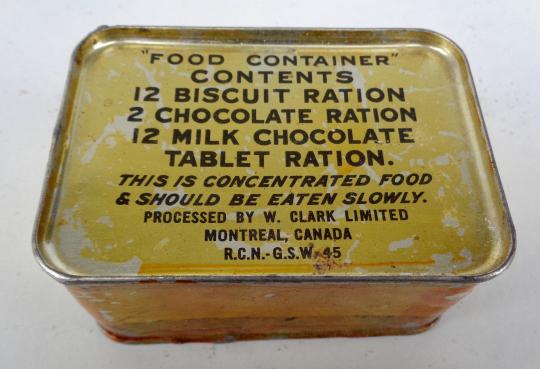 "FOOD CONTAINER"
CONTENTS
12 BISCUIT RATION
2 CHOCOLATE RATION
12 MILK CHOCOLATE
TABLET RATION.
THIS IS CONCENTRATED FOOD
& SHOULD BE EATEN SLOWLY.
PROCESSED BY W. CLARK LIMITED
MONTREAL, CANADA
R.C.N.-G.S.W. 45